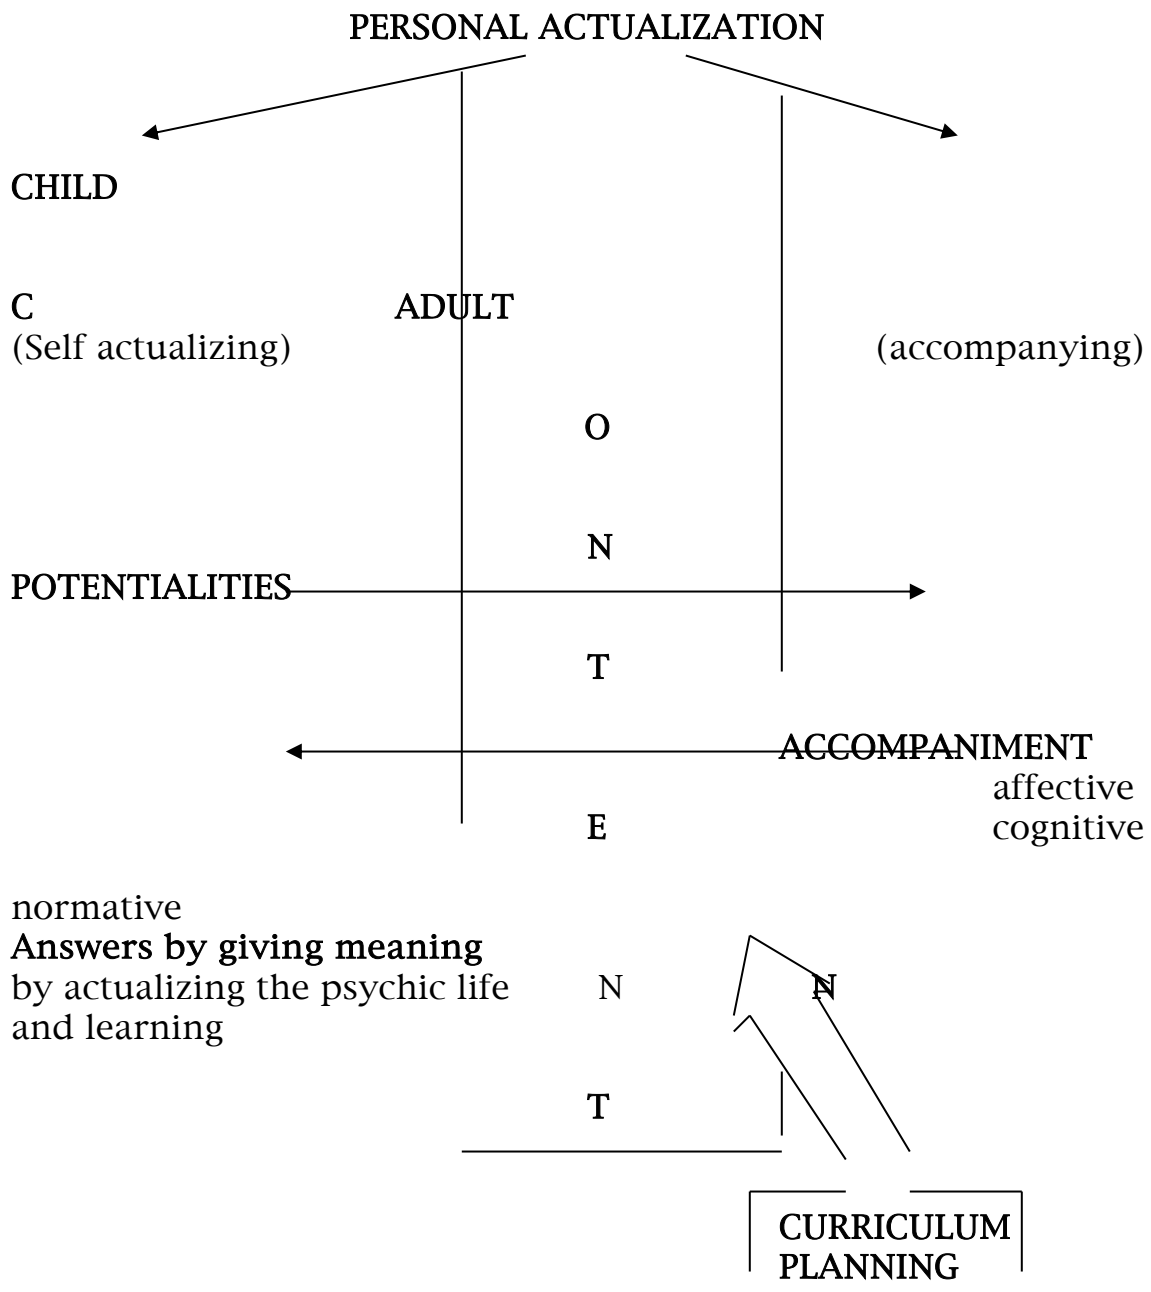 PERSONAL ACTUALIZATION
CHILD
C ADULT
(Self actualizing) (accompanying)
O
N
POTENTIALITIES
T
ACCOMPANIMENT
affective
E cognitive
normative
Answers by giving meaning
by actualizing the psychic life N N
and learning
T
CURRICULUM
PLANNING